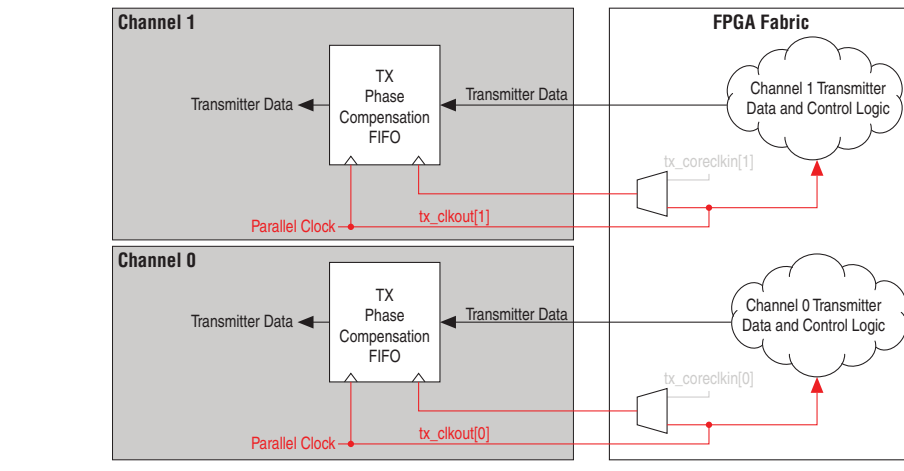 Channel 1
FPGA Fabric
TX
Phase
Compensation
FIFO
Transmitter Data
Transmitter Data
Channel 1 Transmitter
Data and Control Logic
tx_coreclkin[1]
tx_clkout[1]
Parallel Clock
Channel 0
TX
Phase
Compensation
FIFO
Transmitter Data
Transmitter Data
Channel 0 Transmitter
Data and Control Logic
tx_coreclkin[0]
tx_clkout[0]
Parallel Clock